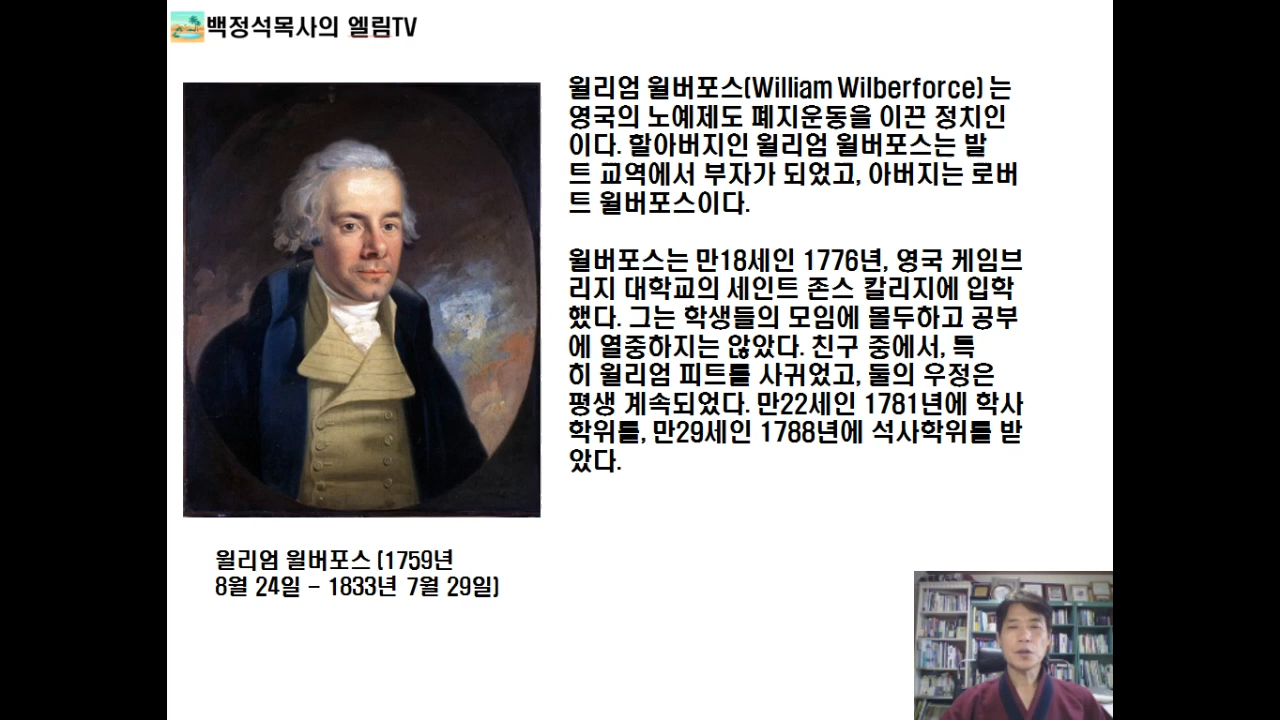 백정석목사의 엘림TV
윌리엄 윌버포스(William Wilberforce) 는
영국의 노예제도 폐지운동을 이끈 정치인
이다. 할아버지인 윌리엄 윌버포스는 발
트 교역에서 부자가 되었고, 아버지는 로버
트 윌버포스이다.
윌버포스는 만18세인 1776년, 영국 케임브
리지 대학교의 세인트 존스 칼리지에 입학
했다. 그는 학생들의 모임에 몰두하고 공부
에 열중하지는 않았다. 친구 중에서, 특
히 윌리엄 피트를 사귀었고, 둘의 우정은
평생 계속되었다. 만22세인 1781년에 학사
학위를, 만29세인 1788년에 석사학위를 받
았다.
윌리엄 윌버포스 (1759년
8월 24일 – 1833년 7월 29일)